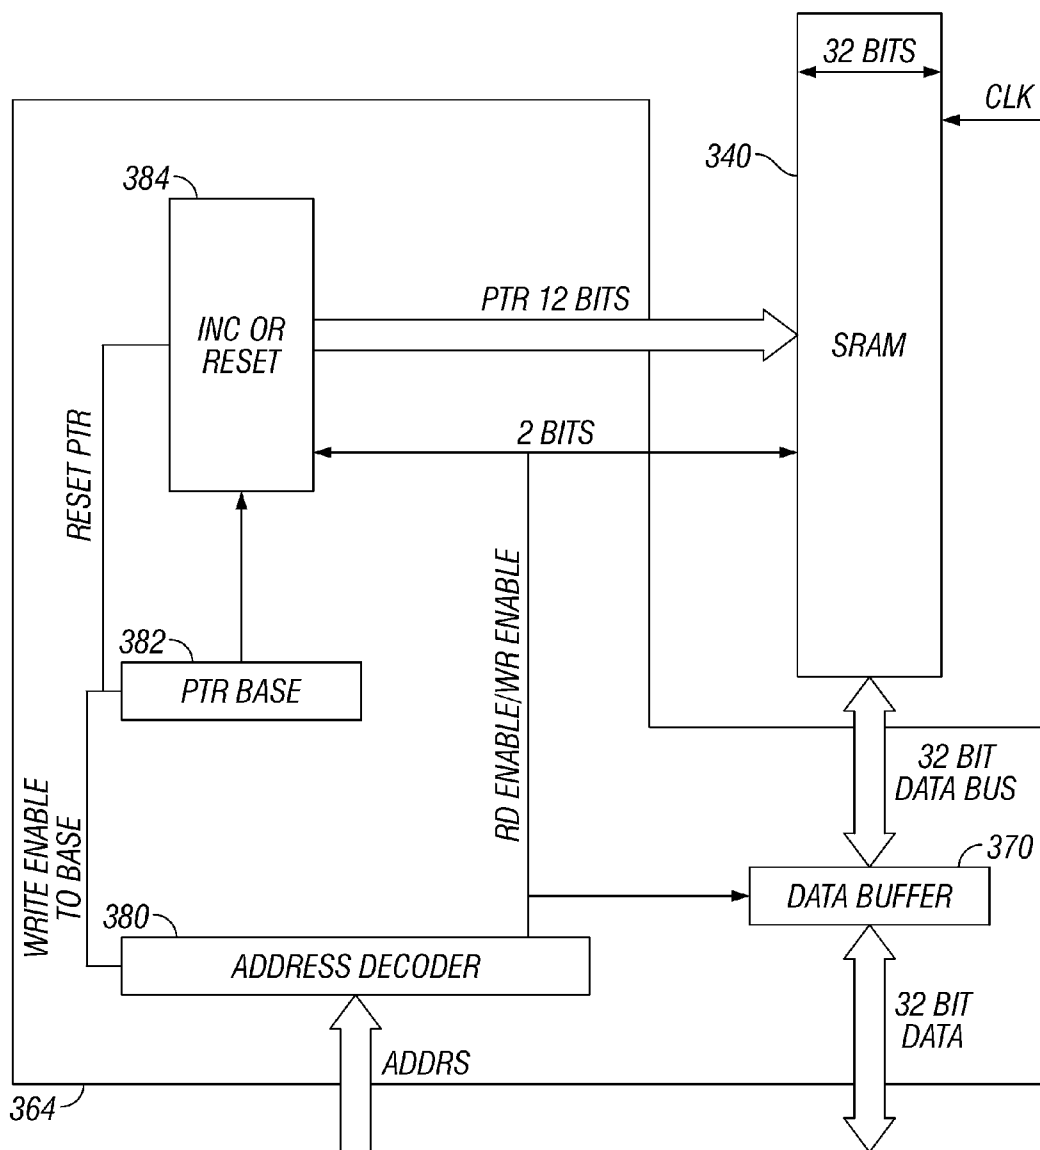 32 BITS
CLK
340
384
PTR 12 BITS
INC OR
RESET
SRAM
2 BITS
RESET PTR
RD ENABLE/WR ENABLE
382
PTR BASE
32 BIT
DATA BUS
WRITE ENABLE
TO BASE
370
DATA BUFFER
380
ADDRESS DECODER
32 BIT
DATA
ADDRS
364